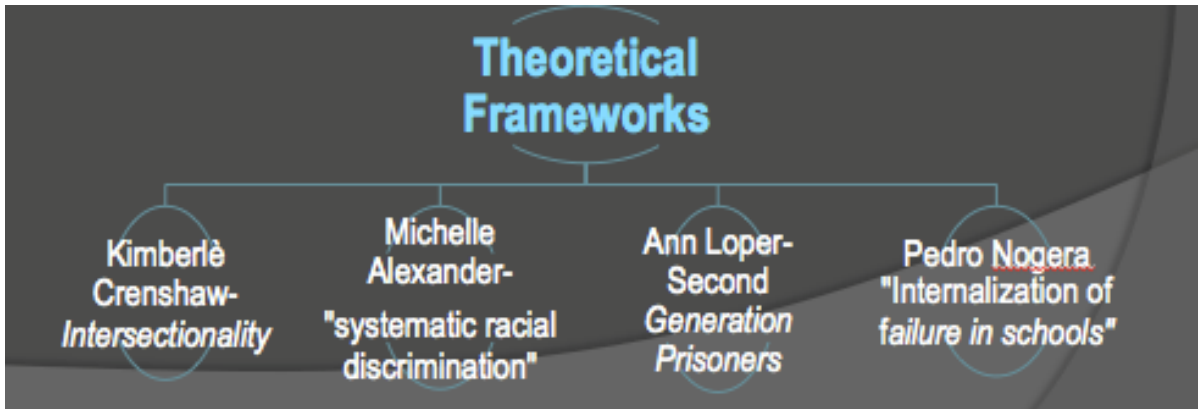 Theoretical
Frameworks
Kimberlè
Crenshaw-
Intersectionality
Michelle
Alexander-
"systematic racial
discrimination"
Ann Loper-
Second
Generation
Prisoners
Pedro Nogera
"Internalization of
failure in schools"